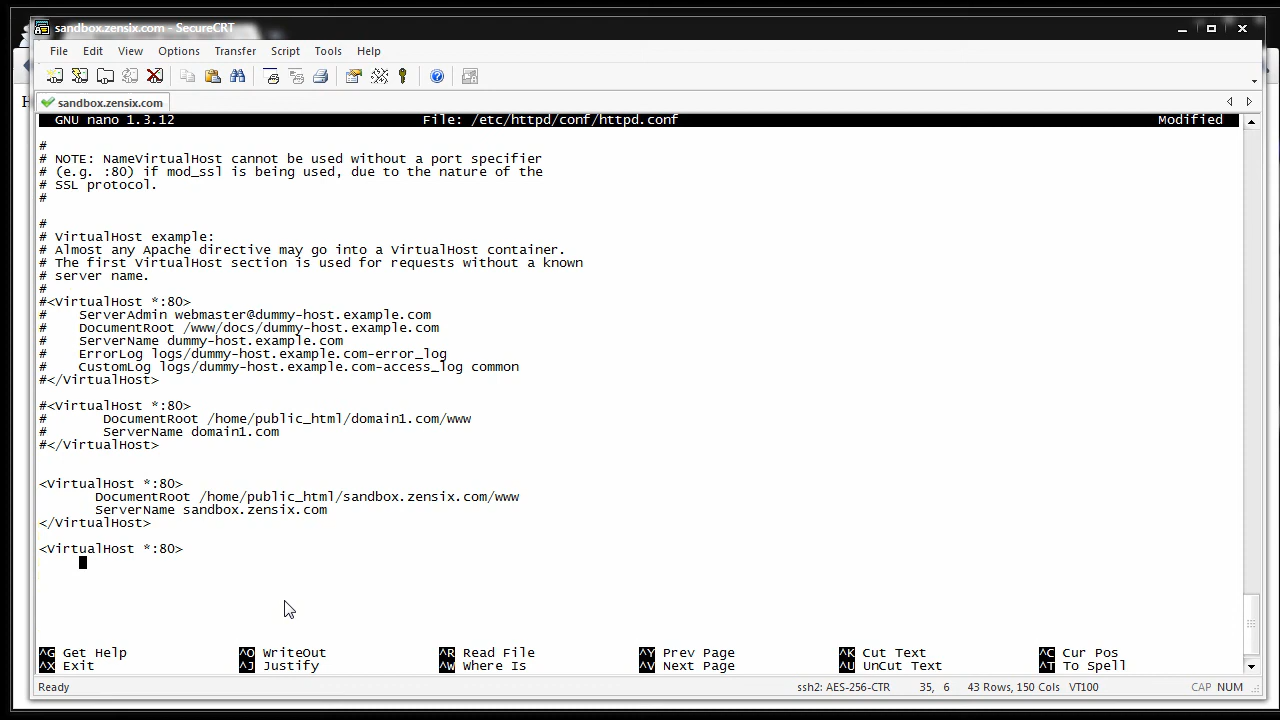 sandbox.zensix.com - SecureCRT
File Edit View Options Transfer Script Tools Help
sandbox.zensix.com
GNU nano 1.3.12 File: /etc/httpd/conf/httpd.conf Modified
#
# NOTE: NameVirtualHost cannot be used without a port specifier
# (e.g. :80) if mod_ssl is being used, due to the nature of the
# SSL protocol.
#
#
# VirtualHost example:
# Almost any Apache directive may go into a VirtualHost container.
# The first VirtualHost section is used for requests without a known
# server name.
#
#<VirtualHost *:80>
#    ServerAdmin webmaster@dummy-host.example.com
#    DocumentRoot /www/docs/dummy-host.example.com
#    ServerName dummy-host.example.com
#    ErrorLog logs/dummy-host.example.com-error_log
#    CustomLog logs/dummy-host.example.com-access_log common
#</VirtualHost>
#<VirtualHost *:80>
#       DocumentRoot /home/public_html/domain1.com/www
#       ServerName domain1.com
#</VirtualHost>
<VirtualHost *:80>
       DocumentRoot /home/public_html/sandbox.zensix.com/www
       ServerName sandbox.zensix.com
</VirtualHost>
<VirtualHost *:80>
^G Get Help ^O WriteOut ^R Read File ^Y Prev Page ^K Cut Text ^C Cur Pos
^X Exit ^J Justify ^W Where Is ^V Next Page ^U UnCut Text ^T To Spell
Ready ssh2: AES-256-CTR 35, 6 43 Rows, 150 Cols VT100 CAP NUM